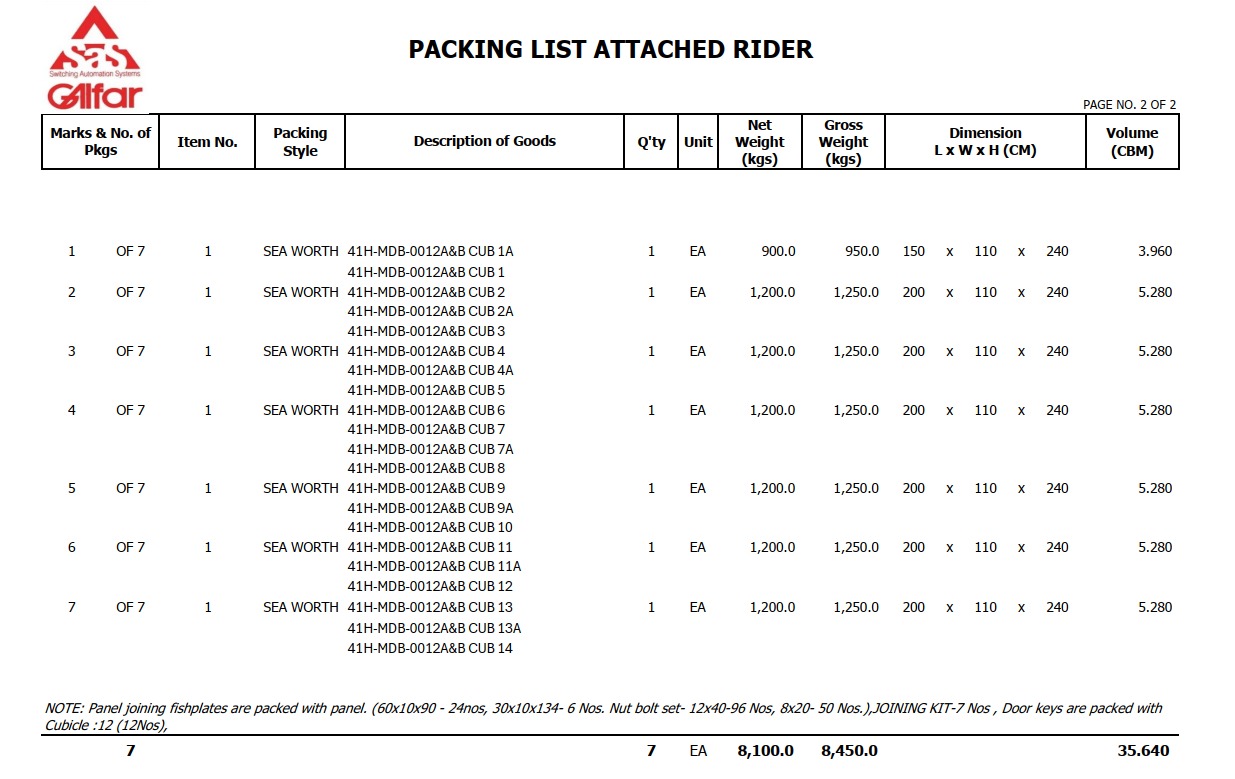 sas
Switching Automation Systems
Galfar
PACKING LIST ATTACHED RIDER
PAGE NO. 2 OF 2
Marks & No. of Pkgs Item No. Packing Style Description of Goods Q'ty Unit Net Weight (kgs) Gross Weight (kgs) Dimension L x W x H (CM) Volume (CBM)
1 OF 7 1 SEA WORTH 41H-MDB-0012A&B CUB 1A 1 EA 900.0 950.0 150 x 110 x 240 3.960
41H-MDB-0012A&B CUB 1
2 OF 7 1 SEA WORTH 41H-MDB-0012A&B CUB 2 1 EA 1,200.0 1,250.0 200 x 110 x 240 5.280
41H-MDB-0012A&B CUB 2A
41H-MDB-0012A&B CUB 3
3 OF 7 1 SEA WORTH 41H-MDB-0012A&B CUB 4 1 EA 1,200.0 1,250.0 200 x 110 x 240 5.280
41H-MDB-0012A&B CUB 4A
41H-MDB-0012A&B CUB 5
4 OF 7 1 SEA WORTH 41H-MDB-0012A&B CUB 6 1 EA 1,200.0 1,250.0 200 x 110 x 240 5.280
41H-MDB-0012A&B CUB 7
41H-MDB-0012A&B CUB 7A
41H-MDB-0012A&B CUB 8
5 OF 7 1 SEA WORTH 41H-MDB-0012A&B CUB 9 1 EA 1,200.0 1,250.0 200 x 110 x 240 5.280
41H-MDB-0012A&B CUB 9A
41H-MDB-0012A&B CUB 10
6 OF 7 1 SEA WORTH 41H-MDB-0012A&B CUB 11 1 EA 1,200.0 1,250.0 200 x 110 x 240 5.280
41H-MDB-0012A&B CUB 11A
41H-MDB-0012A&B CUB 12
7 OF 7 1 SEA WORTH 41H-MDB-0012A&B CUB 13 1 EA 1,200.0 1,250.0 200 x 110 x 240 5.280
41H-MDB-0012A&B CUB 13A
41H-MDB-0012A&B CUB 14
NOTE: Panel joining fishplates are packed with panel. (60x10x90 - 24nos, 30x10x134- 6 Nos. Nut bolt set- 12x40-96 Nos, 8x20- 50 Nos.),JOINING KIT-7 Nos , Door keys are packed with
Cubicle :12 (12Nos),
7 7 EA 8,100.0 8,450.0 35.640